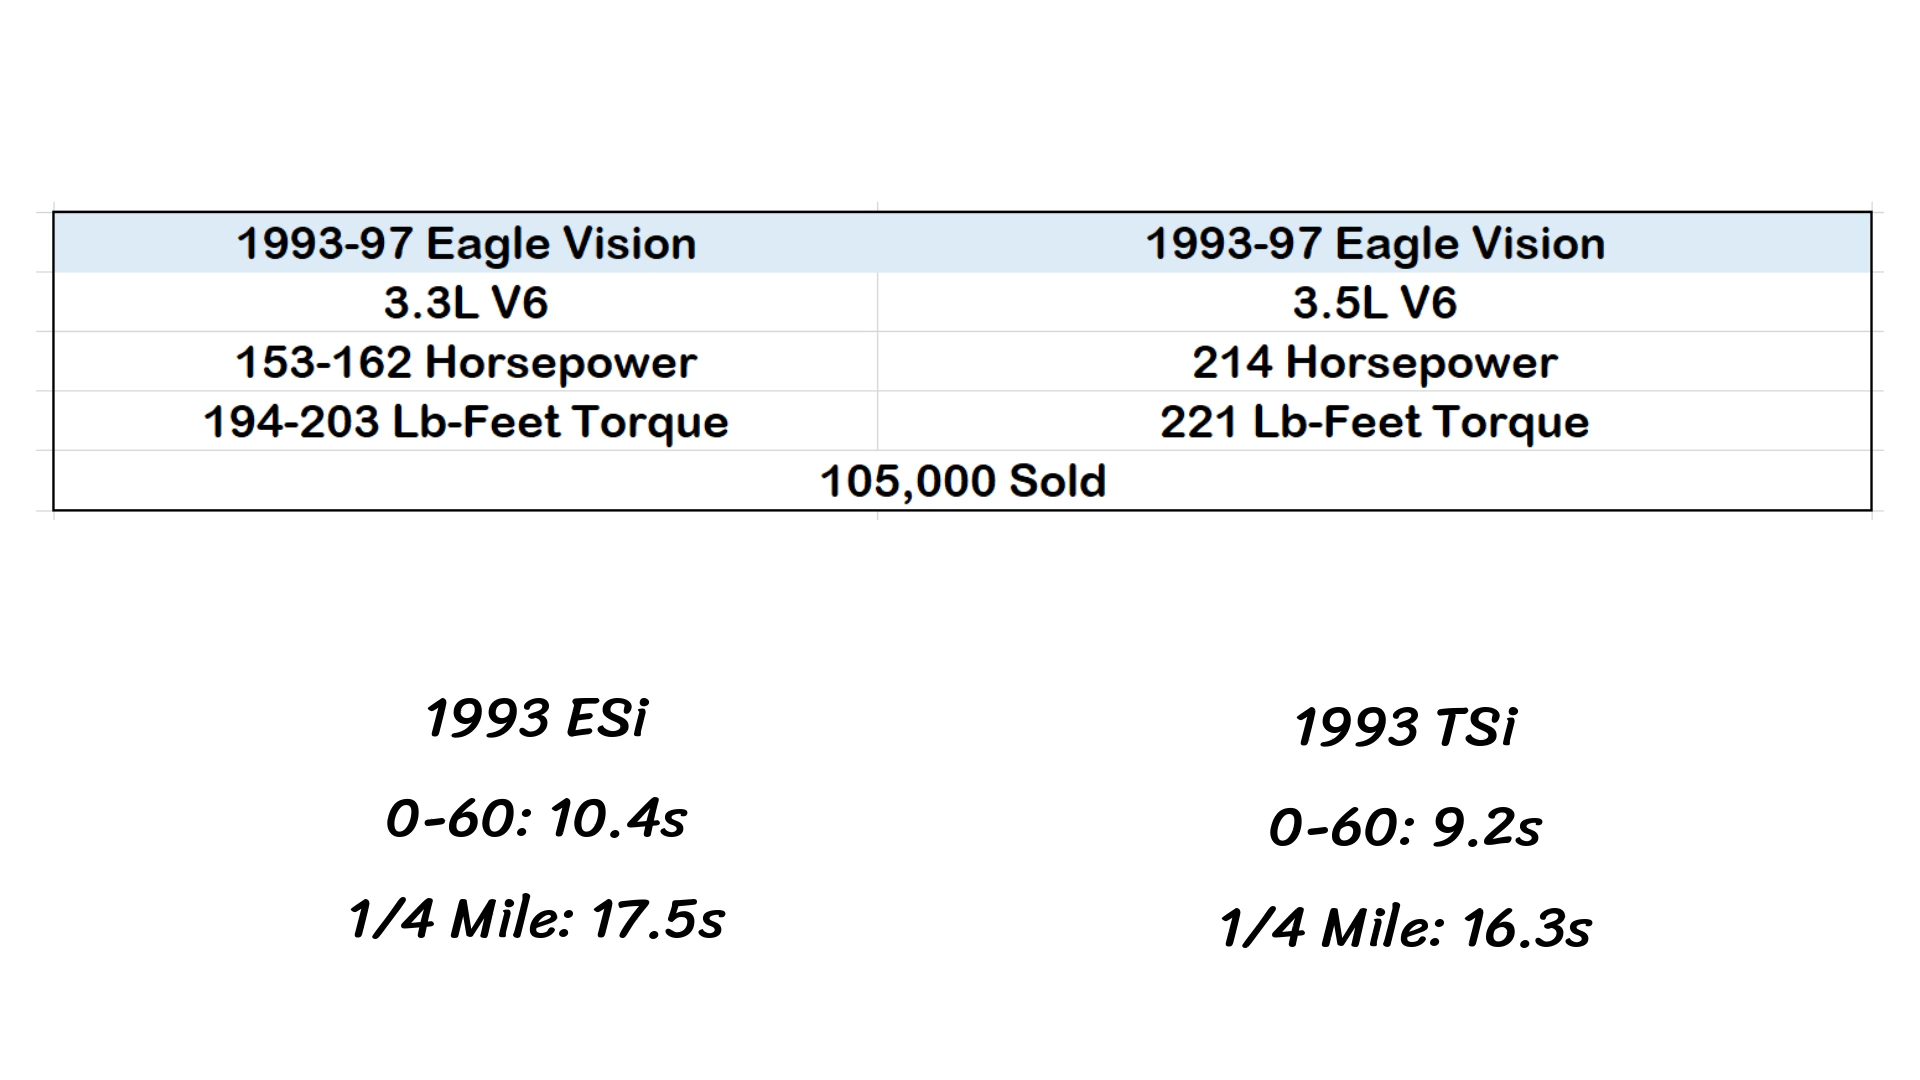 1993-97 Eagle Vision 1993-97 Eagle Vision
3.3L V6 3.5L V6
153-162 Horsepower 214 Horsepower
194-203 Lb-Feet Torque 221 Lb-Feet Torque
105,000 Sold
1993 ESi
0-60: 10.4s
1/4 Mile: 17.5s
1993 TSi
0-60: 9.2s
1/4 Mile: 16.3s